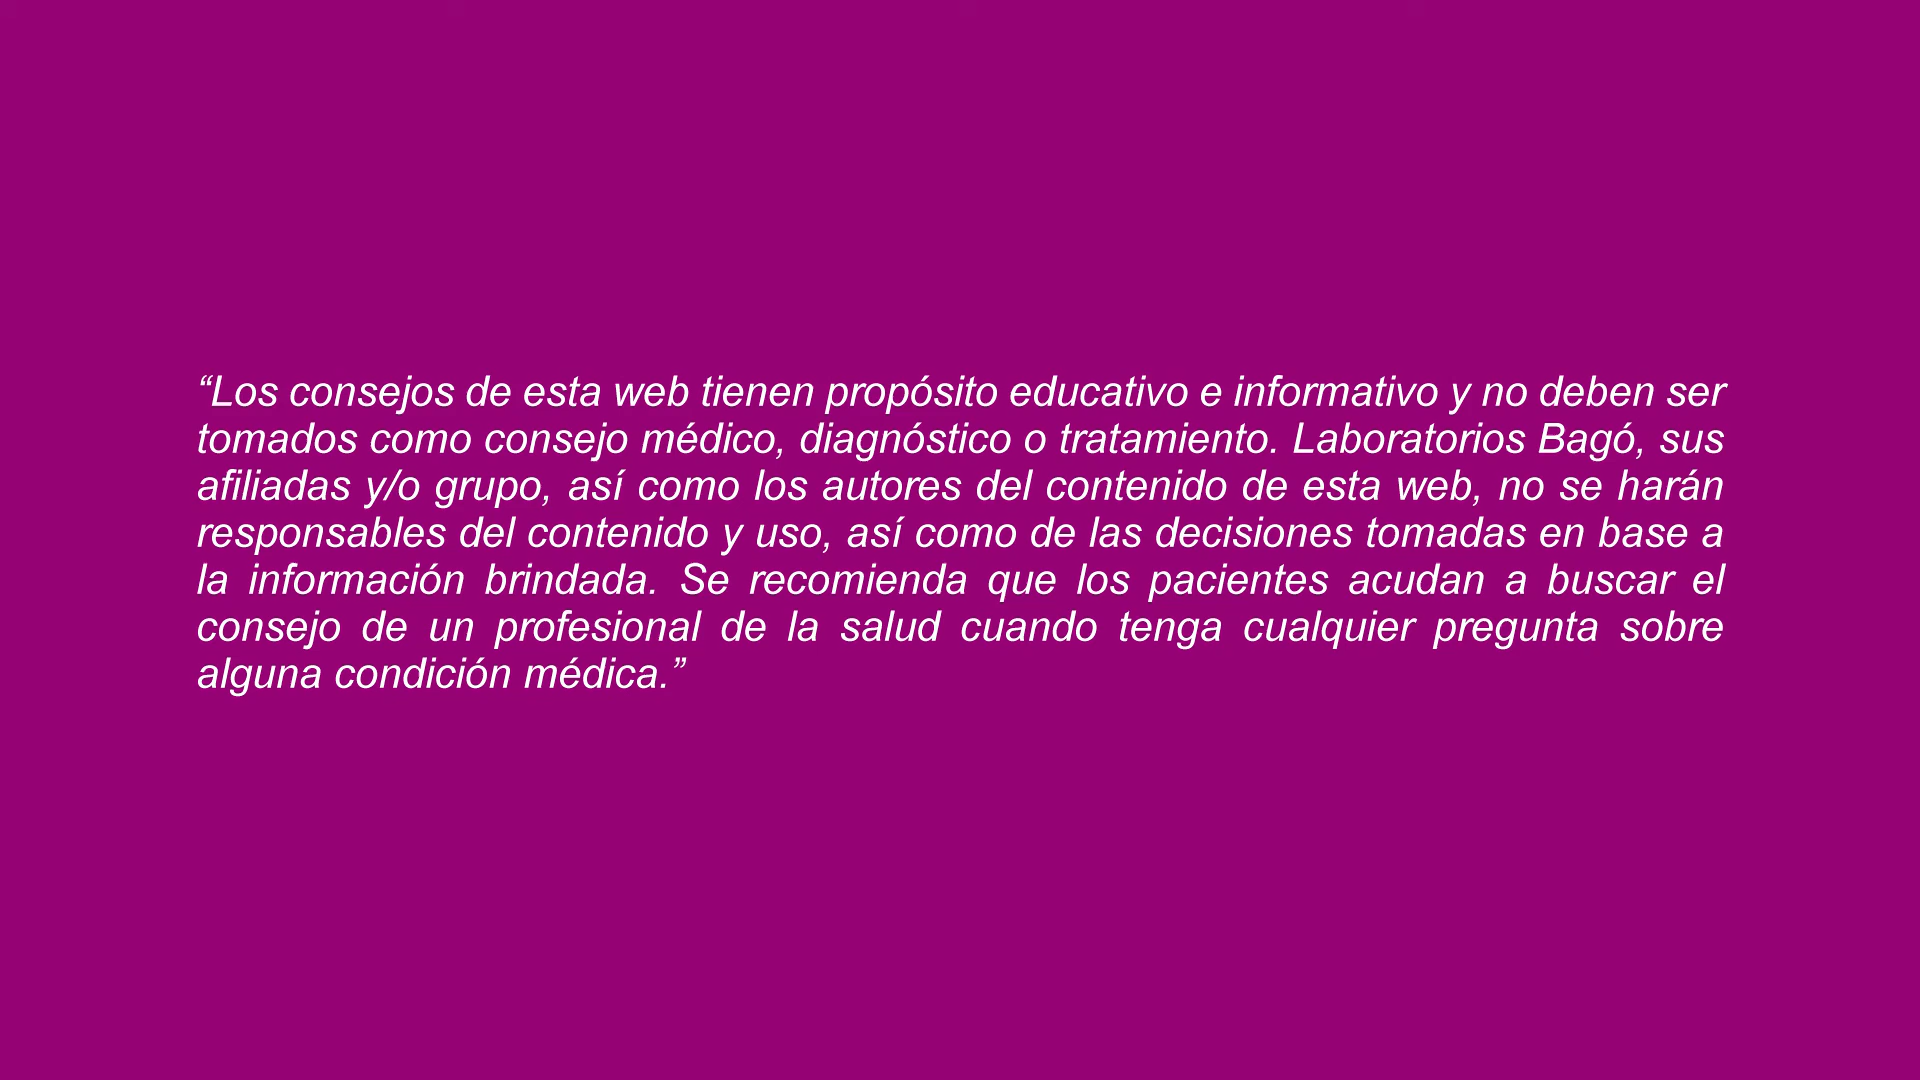 “Los consejos de esta web tienen propósito educativo e informativo y no deben ser
tomados como consejo médico, diagnóstico o tratamiento. Laboratorios Bagó, sus
afiliadas y/o grupo, así como los autores del contenido de esta web, no se harán
responsables del contenido y uso, así como de las decisiones tomadas en base a
la información brindada. Se recomienda que los pacientes acudan a buscar el
consejo de un profesional de la salud cuando tenga cualquier pregunta sobre
alguna condición médica.”